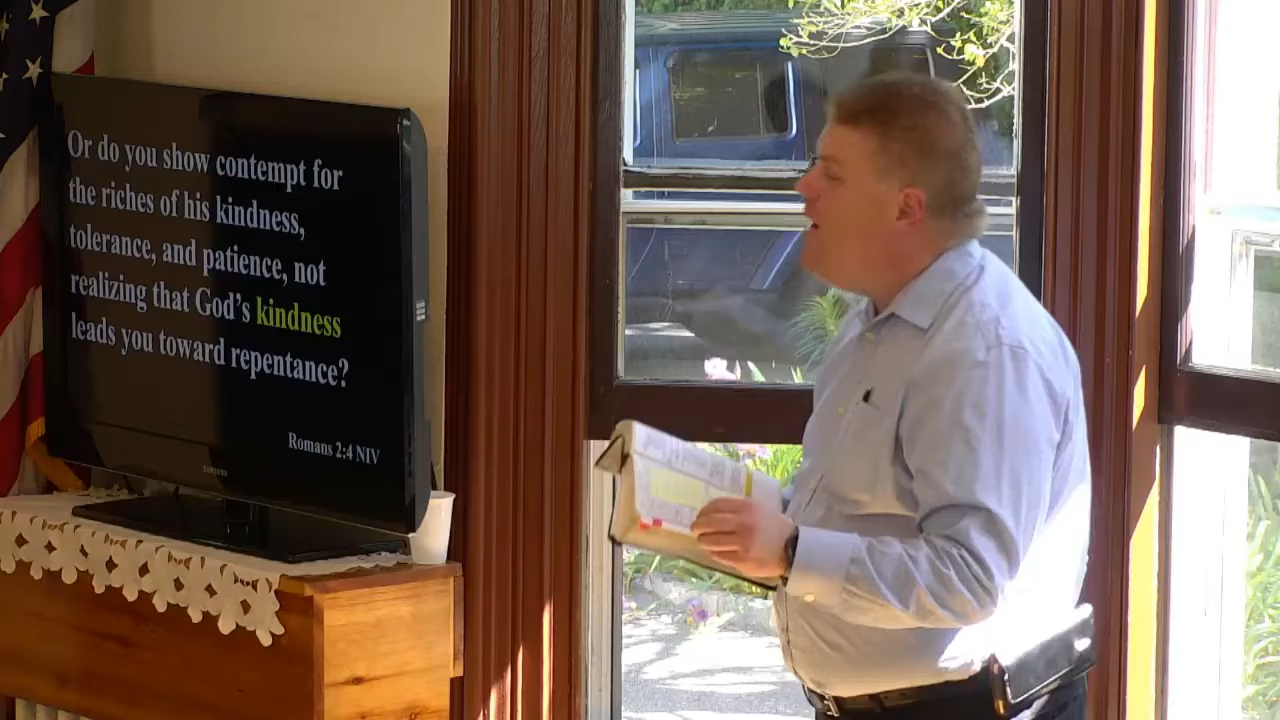 Or do you show contempt for
the riches of his kindness,
tolerance, and patience, not
realizing that God's kindness
leads you toward repentance?
Romans 2:4 NIV
SAMSUNG